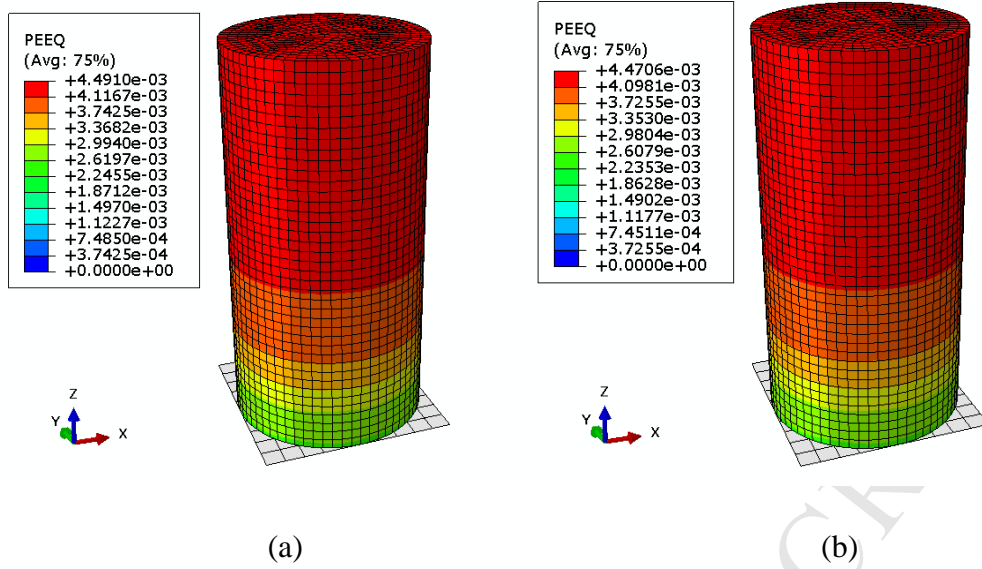 PEEQ
(Avg: 75%)
+4.4910e-03
+4.1167e-03
+3.7425e-03
+3.3682e-03
+2.9940e-03
+2.6197e-03
+2.2455e-03
+1.8712e-03
+1.4970e-03
+1.1227e-03
+7.4850e-04
+3.7425e-04
+0.0000e+00
Z
Y
X
(a)
PEEQ
(Avg: 75%)
+4.4706e-03
+4.0981e-03
+3.7255e-03
+3.3530e-03
+2.9804e-03
+2.6079e-03
+2.2353e-03
+1.8628e-03
+1.4902e-03
+1.1177e-03
+7.4511e-04
+3.7255e-04
+0.0000e+00
Z
Y
X
(b)